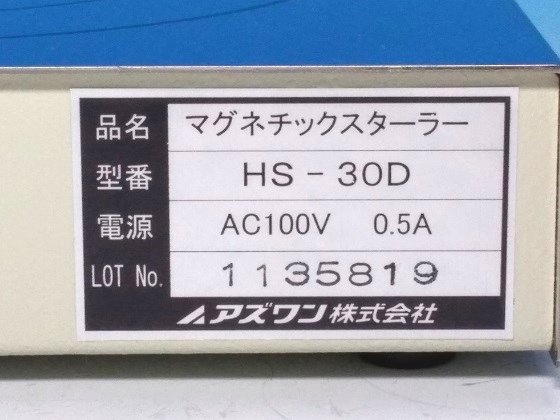 品名 マグネチックスターラー
型番 HS-30D
電源 AC100V 0.5A
LOT No. 1135819
アズワン株式会社